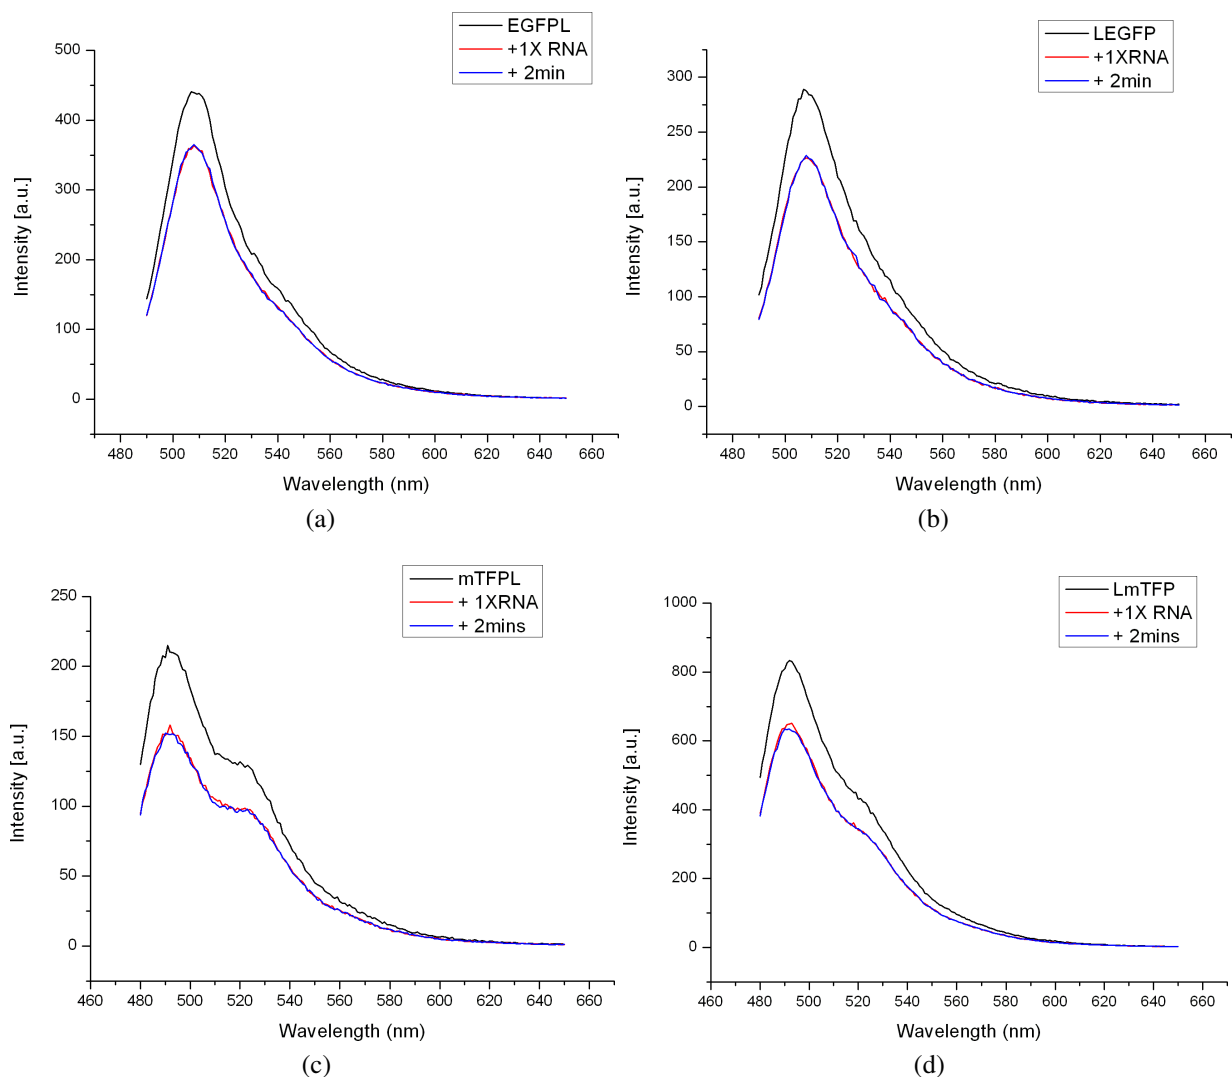 EGFPL
+1X RNA
+ 2min
500
400
300
200
100
0
Intensity [a.u.]
480 500 520 540 560 580 600 620 640 660
Wavelength (nm)
(a)
LEGFP
+1XRNA
+ 2min
300
250
200
150
100
50
0
Intensity [a.u.]
480 500 520 540 560 580 600 620 640 660
Wavelength (nm)
(b)
mTFPL
+ 1XRNA
+ 2mins
250
200
150
100
50
0
Intensity [a.u.]
460 480 500 520 540 560 580 600 620 640 660
Wavelength (nm)
(c)
LmTFP
+1X RNA
+ 2mins
1000
800
600
400
200
0
Intensity [a.u.]
460 480 500 520 540 560 580 600 620 640 660
Wavelength (nm)
(d)